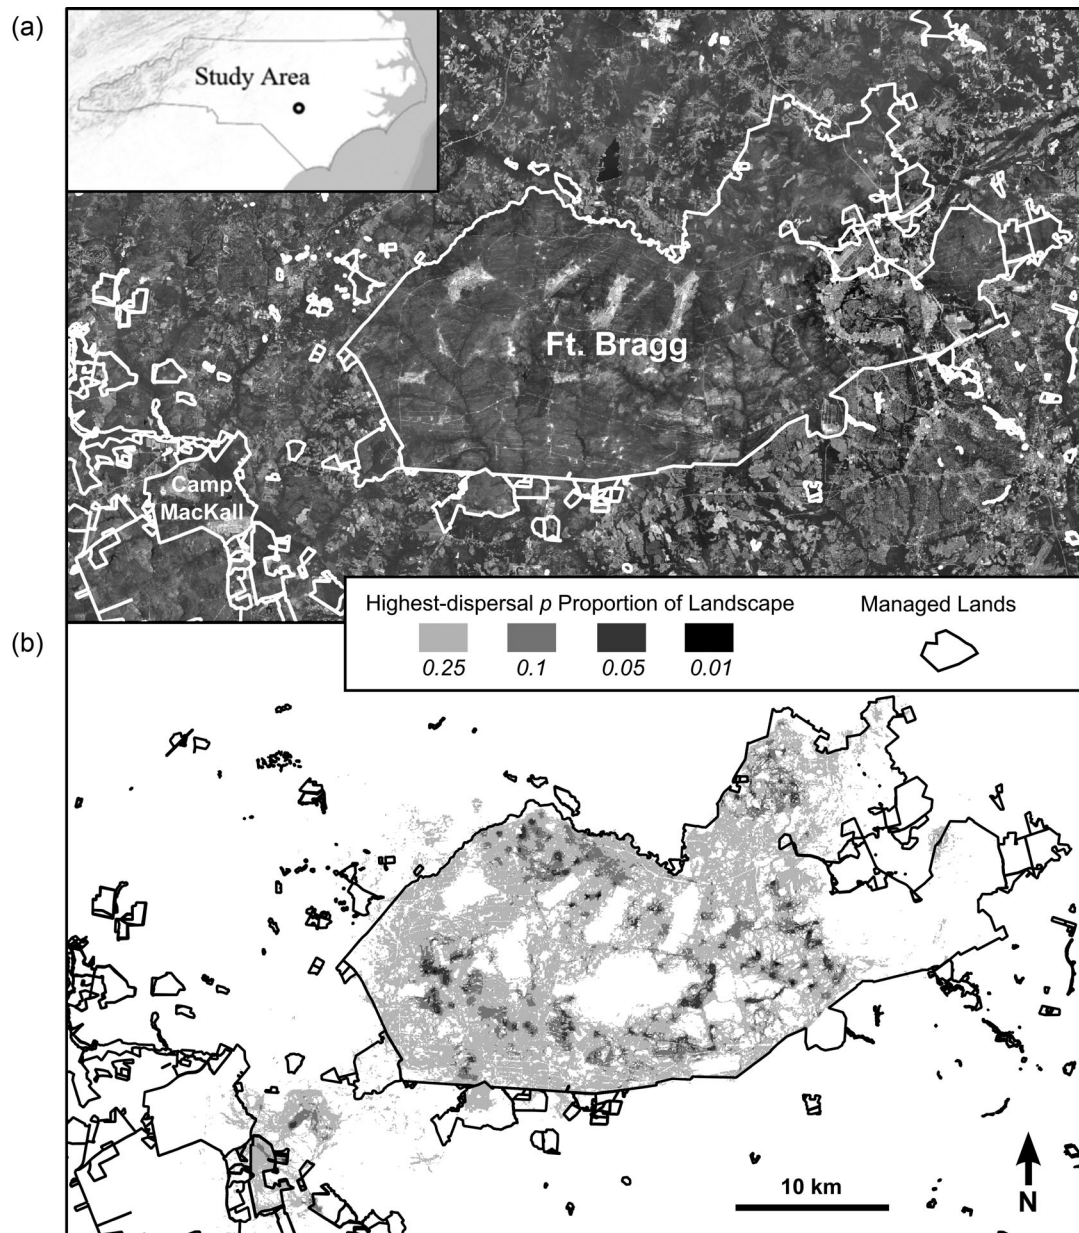 (a)
Study Area
Ft. Bragg
Camp
MacKall
Highest-dispersal p Proportion of Landscape
Managed Lands
0.25 0.1 0.05 0.01
(b)
10 km
N